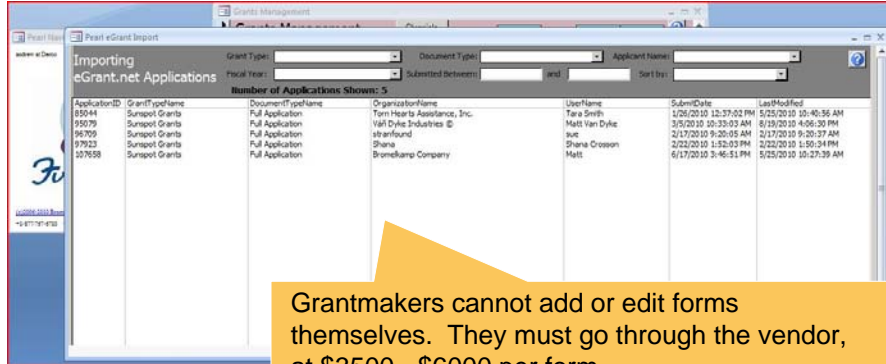 Grants Management
Grants Management
Pearl eGrant Import
Importing
eGrant.net Applications
Grant Type:
Document Type:
Applicant Name:
Fiscal Year:
Submitted Between:
and
Sort by:
Number of Applications Shown: 5
ApplicationID GrantTypeName DocumentTypeName OrganizationName UserName SubmitDate LastModified
85044 Sunspot Grants Full Application Torn Hearts Assistance, Inc. Tara Smith 1/26/2010 12:37:02 PM 5/25/2010 10:40:56 AM
95079 Sunspot Grants Full Application Váñ Dyke Industries © Matt Van Dyke 3/5/2010 10:33:03 AM 8/19/2010 4:06:30 PM
96709 Sunspot Grants Full Application stranfound sue 2/17/2010 9:20:05 AM 2/17/2010 9:20:37 AM
97923 Sunspot Grants Full Application Shana Shana Crosson 2/22/2010 1:52:03 PM 2/22/2010 1:50:34 PM
107658 Sunspot Grants Full Application Bromelkamp Company Matt 6/17/2010 3:46:51 PM 5/25/2010 10:27:39 AM
Grantmakers cannot add or edit forms
themselves. They must go through the vendor,
at $3500 - $6000 per form